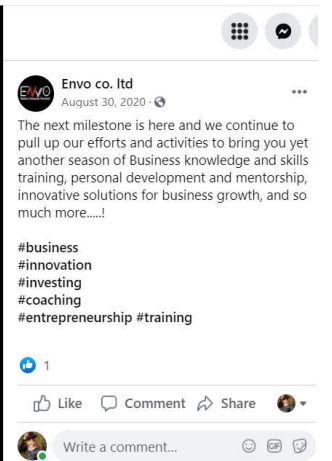 Envo co. ltd
August 30, 2020 ·
The next milestone is here and we continue to
pull up our efforts and activities to bring you yet
another season of Business knowledge and skills
training, personal development and mentorship,
innovative solutions for business growth, and so
much more.....!
#business
#innovation
#investing
#coaching
#entrepreneurship #training
1
Like Comment Share
Write a comment...
GIF